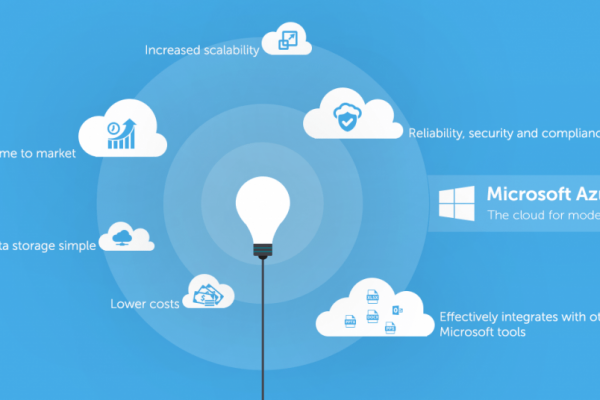 Increased scalability
Reliability, security and complianc
me to market
Microsoft Azu
The cloud for mode
ta storage simple
Lower costs
Effectively integrates with ot
Microsoft tools